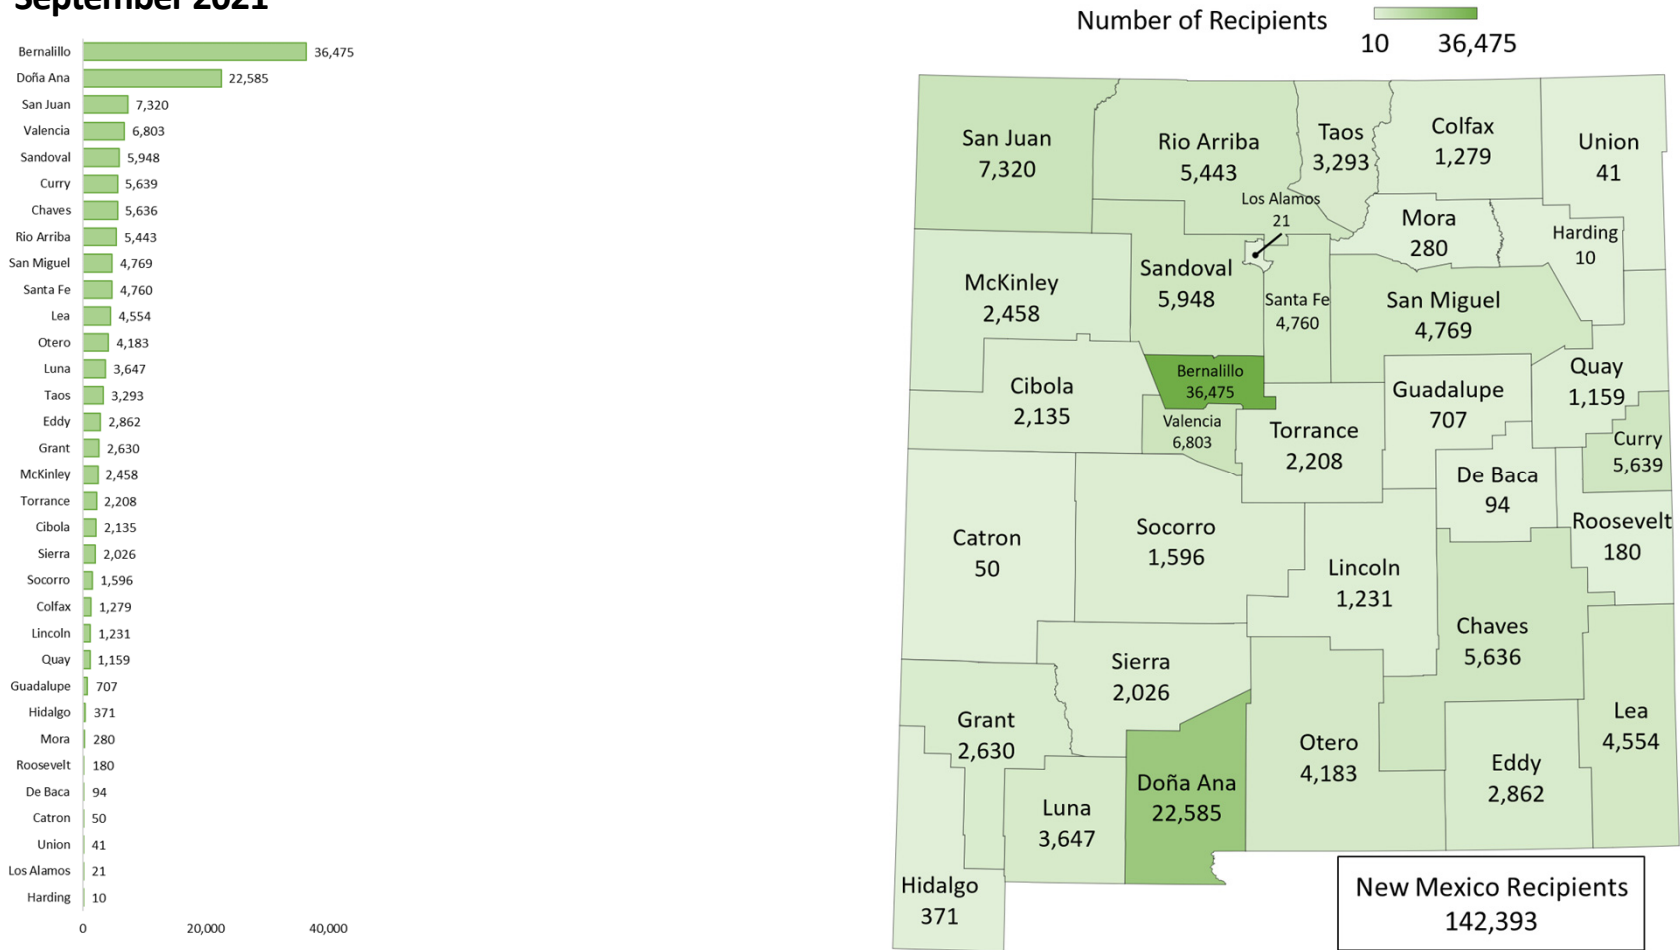 September 2021
Bernalillo 36,475
Doña Ana 22,585
San Juan 7,320
Valencia 6,803
Sandoval 5,948
Curry 5,639
Chaves 5,636
Rio Arriba 5,443
San Miguel 4,769
Santa Fe 4,760
Lea 4,554
Otero 4,183
Luna 3,647
Taos 3,293
Eddy 2,862
Grant 2,630
McKinley 2,458
Torrance 2,208
Cibola 2,135
Sierra 2,026
Socorro 1,596
Colfax 1,279
Lincoln 1,231
Quay 1,159
Guadalupe 707
Hidalgo 371
Mora 280
Roosevelt 180
De Baca 94
Catron 50
Union 41
Los Alamos 21
Harding 10
0 20,000 40,000
Number of Recipients
10 36,475
San Juan
7,320
Rio Arriba
5,443
Taos
3,293
Colfax
1,279
Union
41
Los Alamos
21
Mora
280
Harding
10
McKinley
2,458
Sandoval
5,948
Santa Fe
4,760
San Miguel
4,769
Bernalillo
36,475
Cibola
2,135
Valencia
6,803
Torrance
2,208
Guadalupe
707
Quay
1,159
Curry
5,639
De Baca
94
Roosevelt
180
Catron
50
Socorro
1,596
Lincoln
1,231
Chaves
5,636
Sierra
2,026
Grant
2,630
Lea
4,554
Otero
4,183
Eddy
2,862
Doña Ana
22,585
Luna
3,647
Hidalgo
371
New Mexico Recipients
142,393